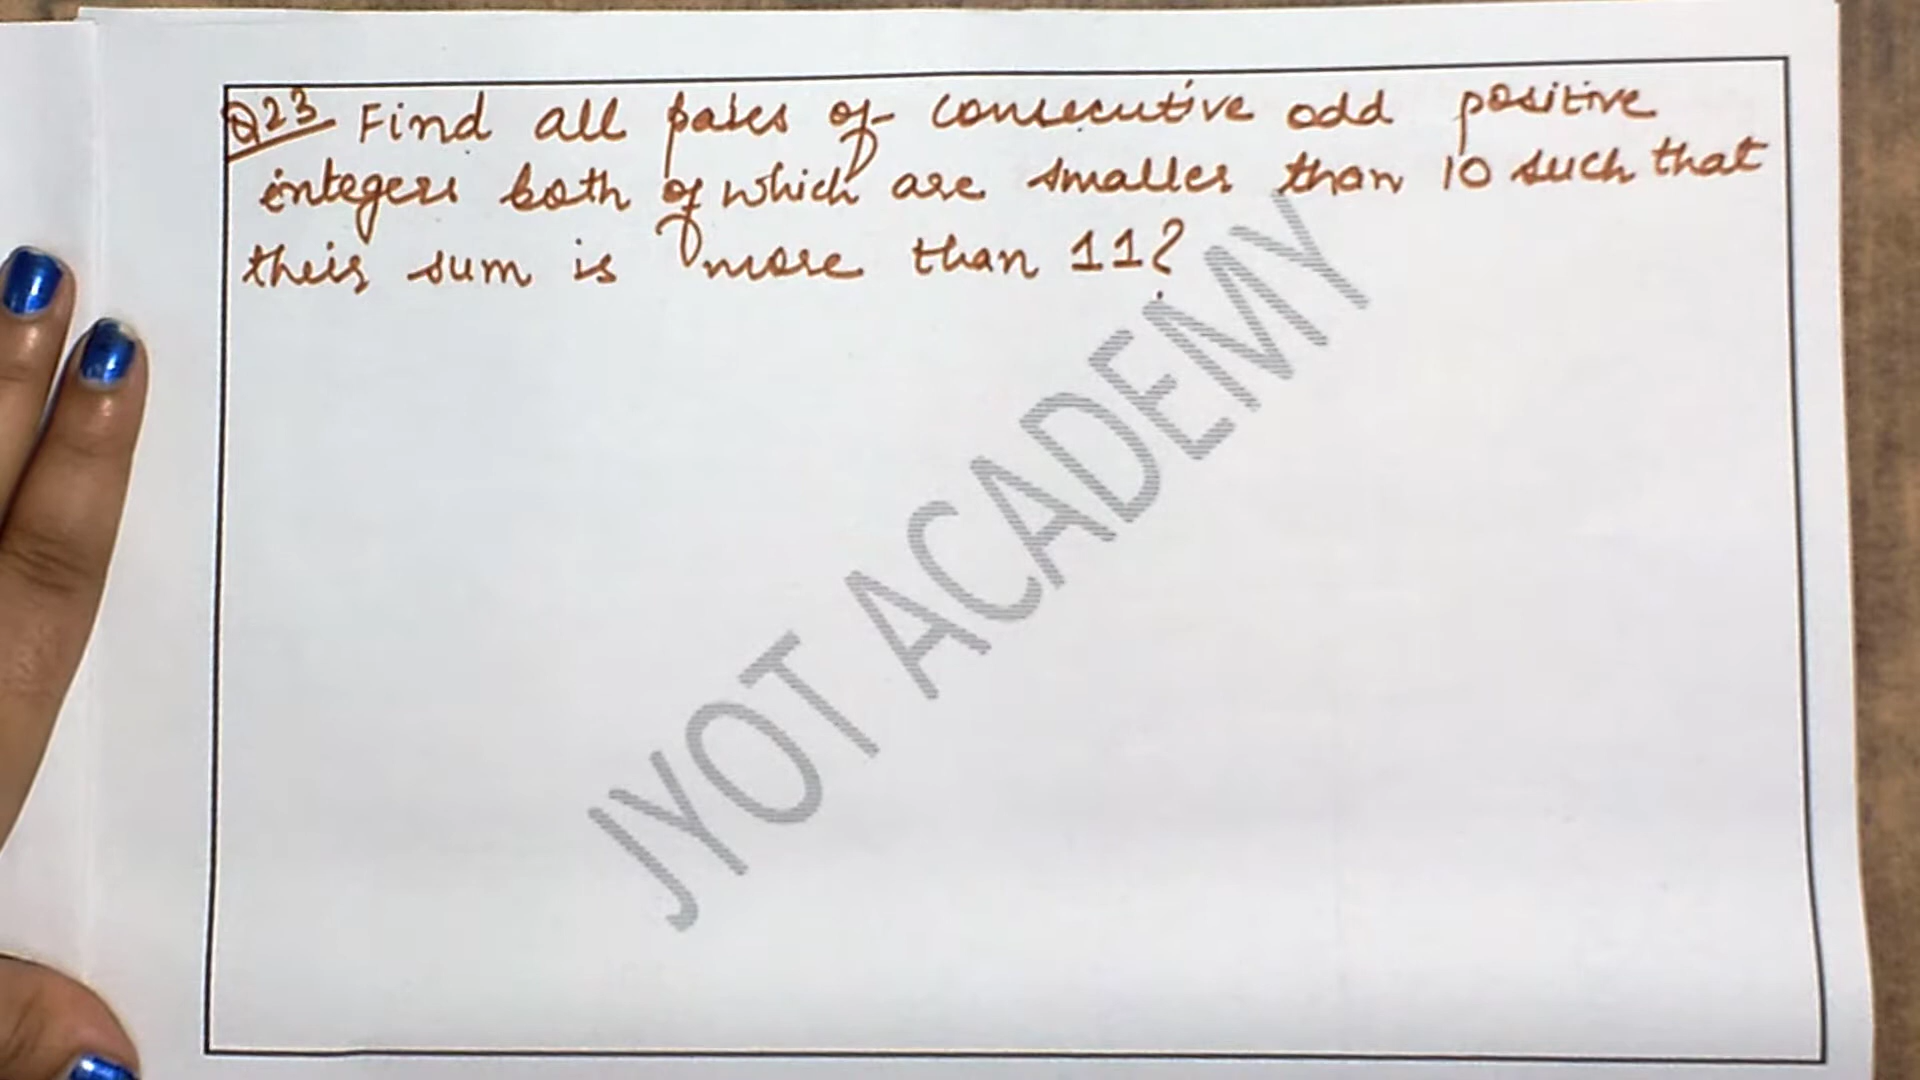 Q23 Find all pairs of consecutive odd positive
integers both of which are smaller than 10 such that
their sum is more than 11?
JYOT ACADEMY